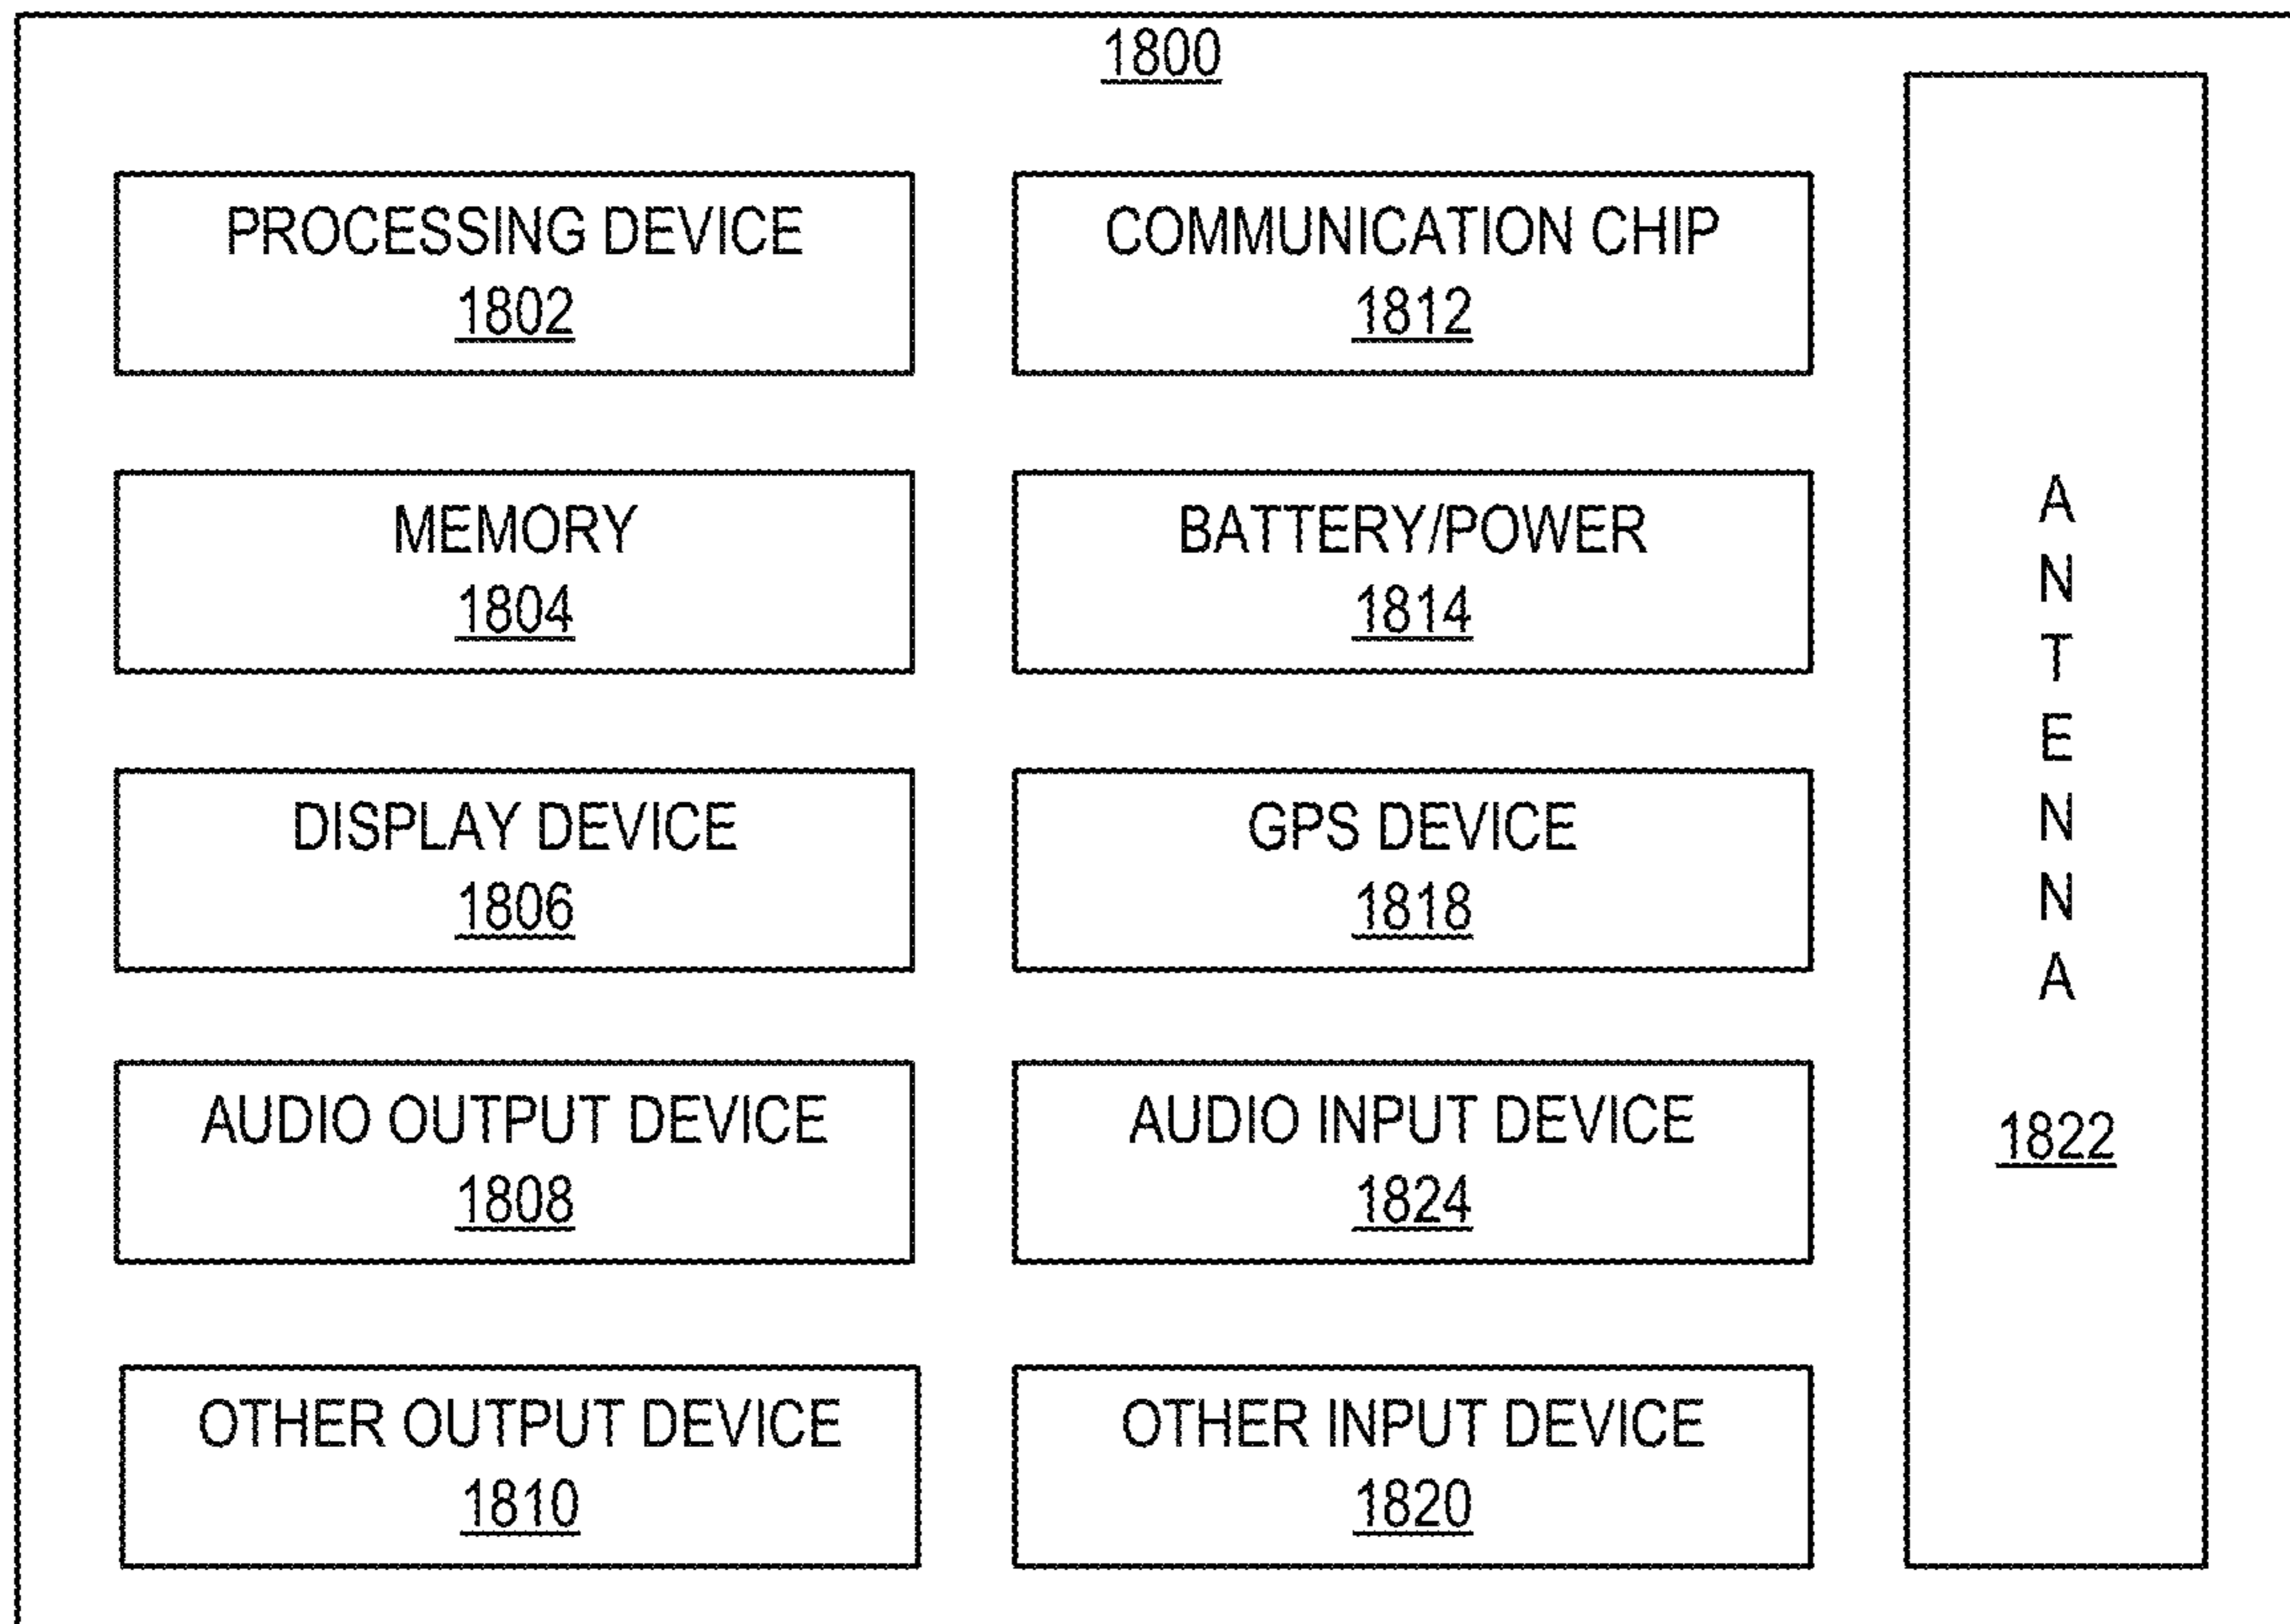 1800
PROCESSING DEVICE
1802
COMMUNICATION CHIP
1812
MEMORY
1804
BATTERY/POWER
1814
DISPLAY DEVICE
1806
GPS DEVICE
1818
AUDIO OUTPUT DEVICE
1808
AUDIO INPUT DEVICE
1824
OTHER OUTPUT DEVICE
1810
OTHER INPUT DEVICE
1820
ANTENNA
1822